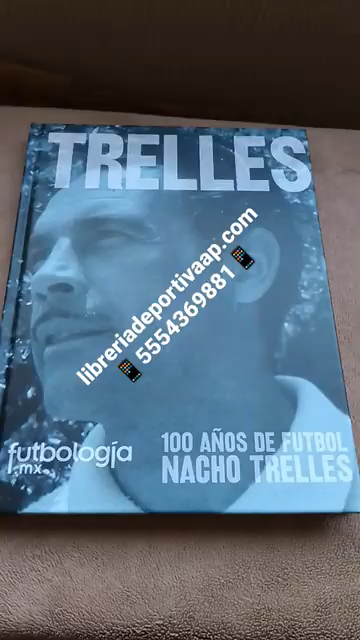 TRELLES
libreriadeportivaap.com
📱5554369881📱
futbología
.mx
100 AÑOS DE FUTBOL
NACHO TRELLES